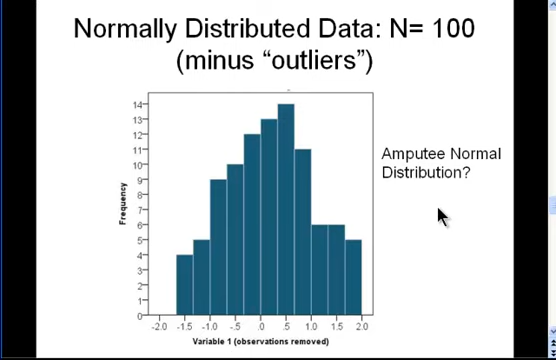 Normally Distributed Data: N= 100
(minus “outliers”)
Amputee Normal
Distribution?
Frequency
14
13
12
11
10
9
8
7
6
5
4
3
2
1
0
-2.0 -1.5 -1.0 -0.5 .0 .5 1.0 1.5 2.0
Variable 1 (observations removed)